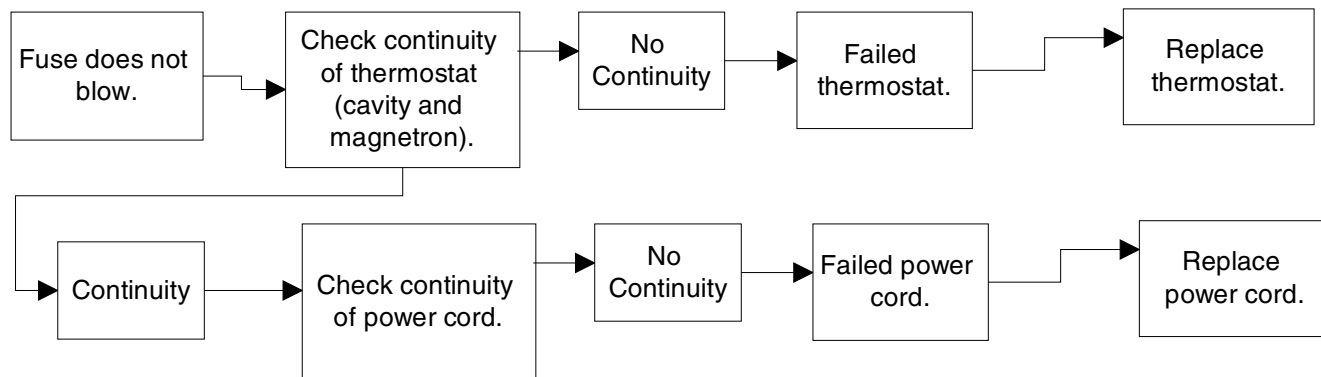 Fuse does not
blow.
Check continuity
of thermostat
(cavity and
magnetron).
No
Continuity
Failed
thermostat.
Replace
thermostat.
Continuity
Check continuity
of power cord.
No
Continuity
Failed power
cord.
Replace
power cord.